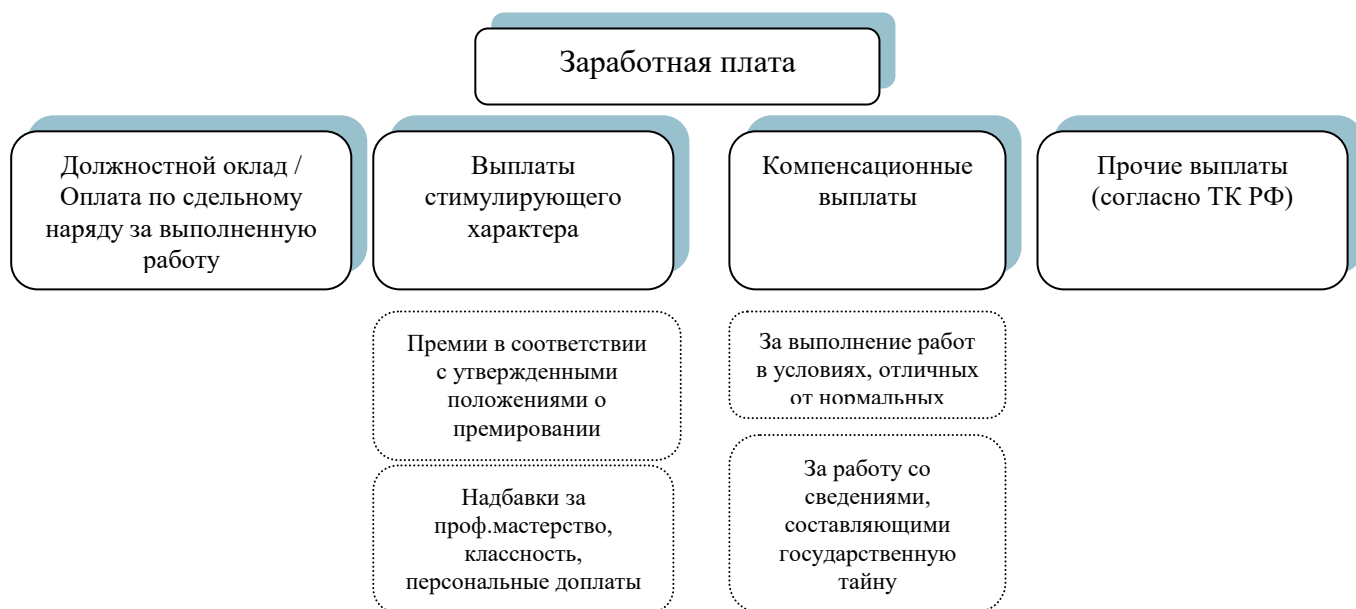 Заработная плата
Должностной оклад /
Оплата по сдельному
наряду за выполненную
работу
Выплаты
стимулирующего
характера
Компенсационные
выплаты
Прочие выплаты
(согласно ТК РФ)
Премии в соответствии
с утвержденными
положениями о
премировании
Надбавки за
проф.мастерство,
классность,
персональные доплаты
За выполнение работ
в условиях, отличных
от нормальных
За работу со
сведениями,
составляющими
государственную
тайну